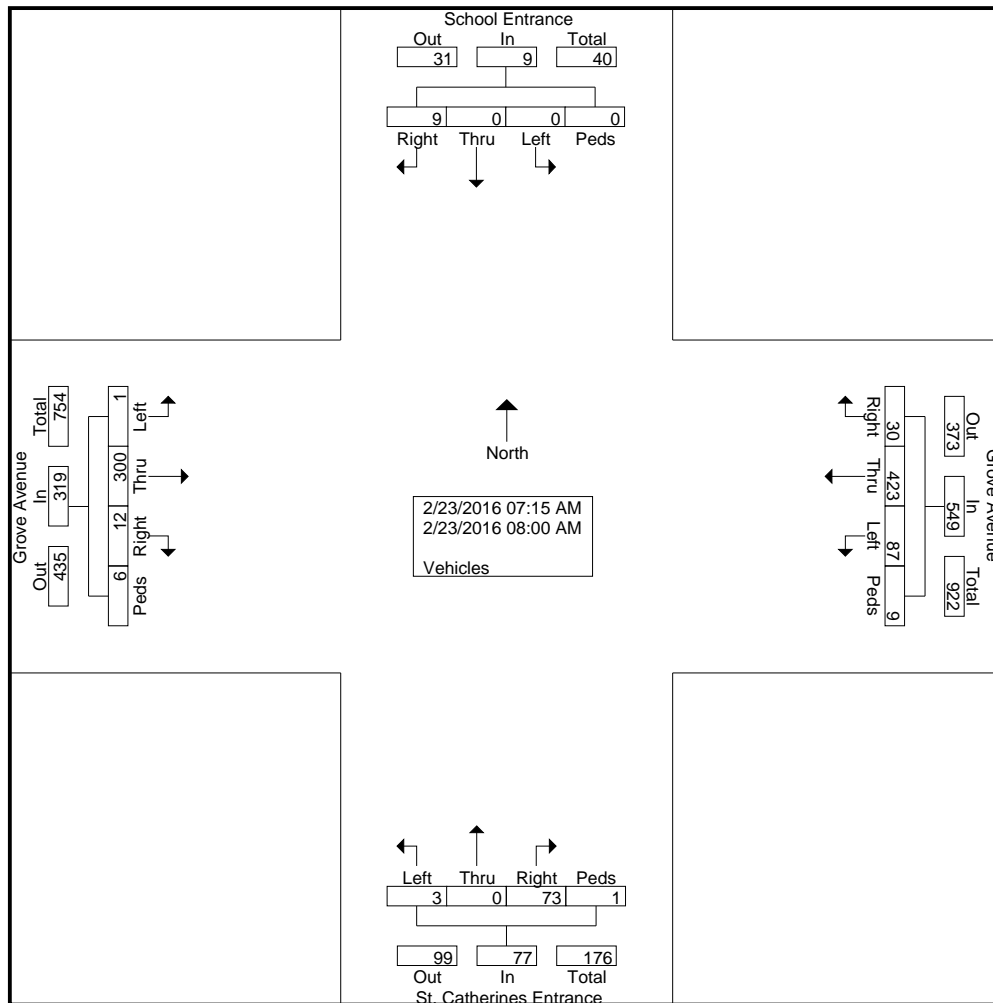 School Entrance
Out In Total
31 9 40
9 0 0 0
Right Thru Left Peds
Grove Avenue
Total In Out
754 319 435
1 300 12 6
Left Thru Right Peds
North
2/23/2016 07:15 AM
2/23/2016 08:00 AM
Vehicles
Right Thru Left Peds
30 423 87 9
373 549 922
Out In Total
Grove Avenue
Left Thru Right Peds
3 0 73 1
99 77 176
Out In Total
St. Catherines Entrance